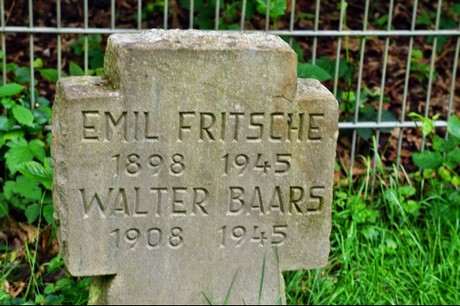 EMIL FRITSCHE
1898 1945
WALTER BAARS
1908 1945